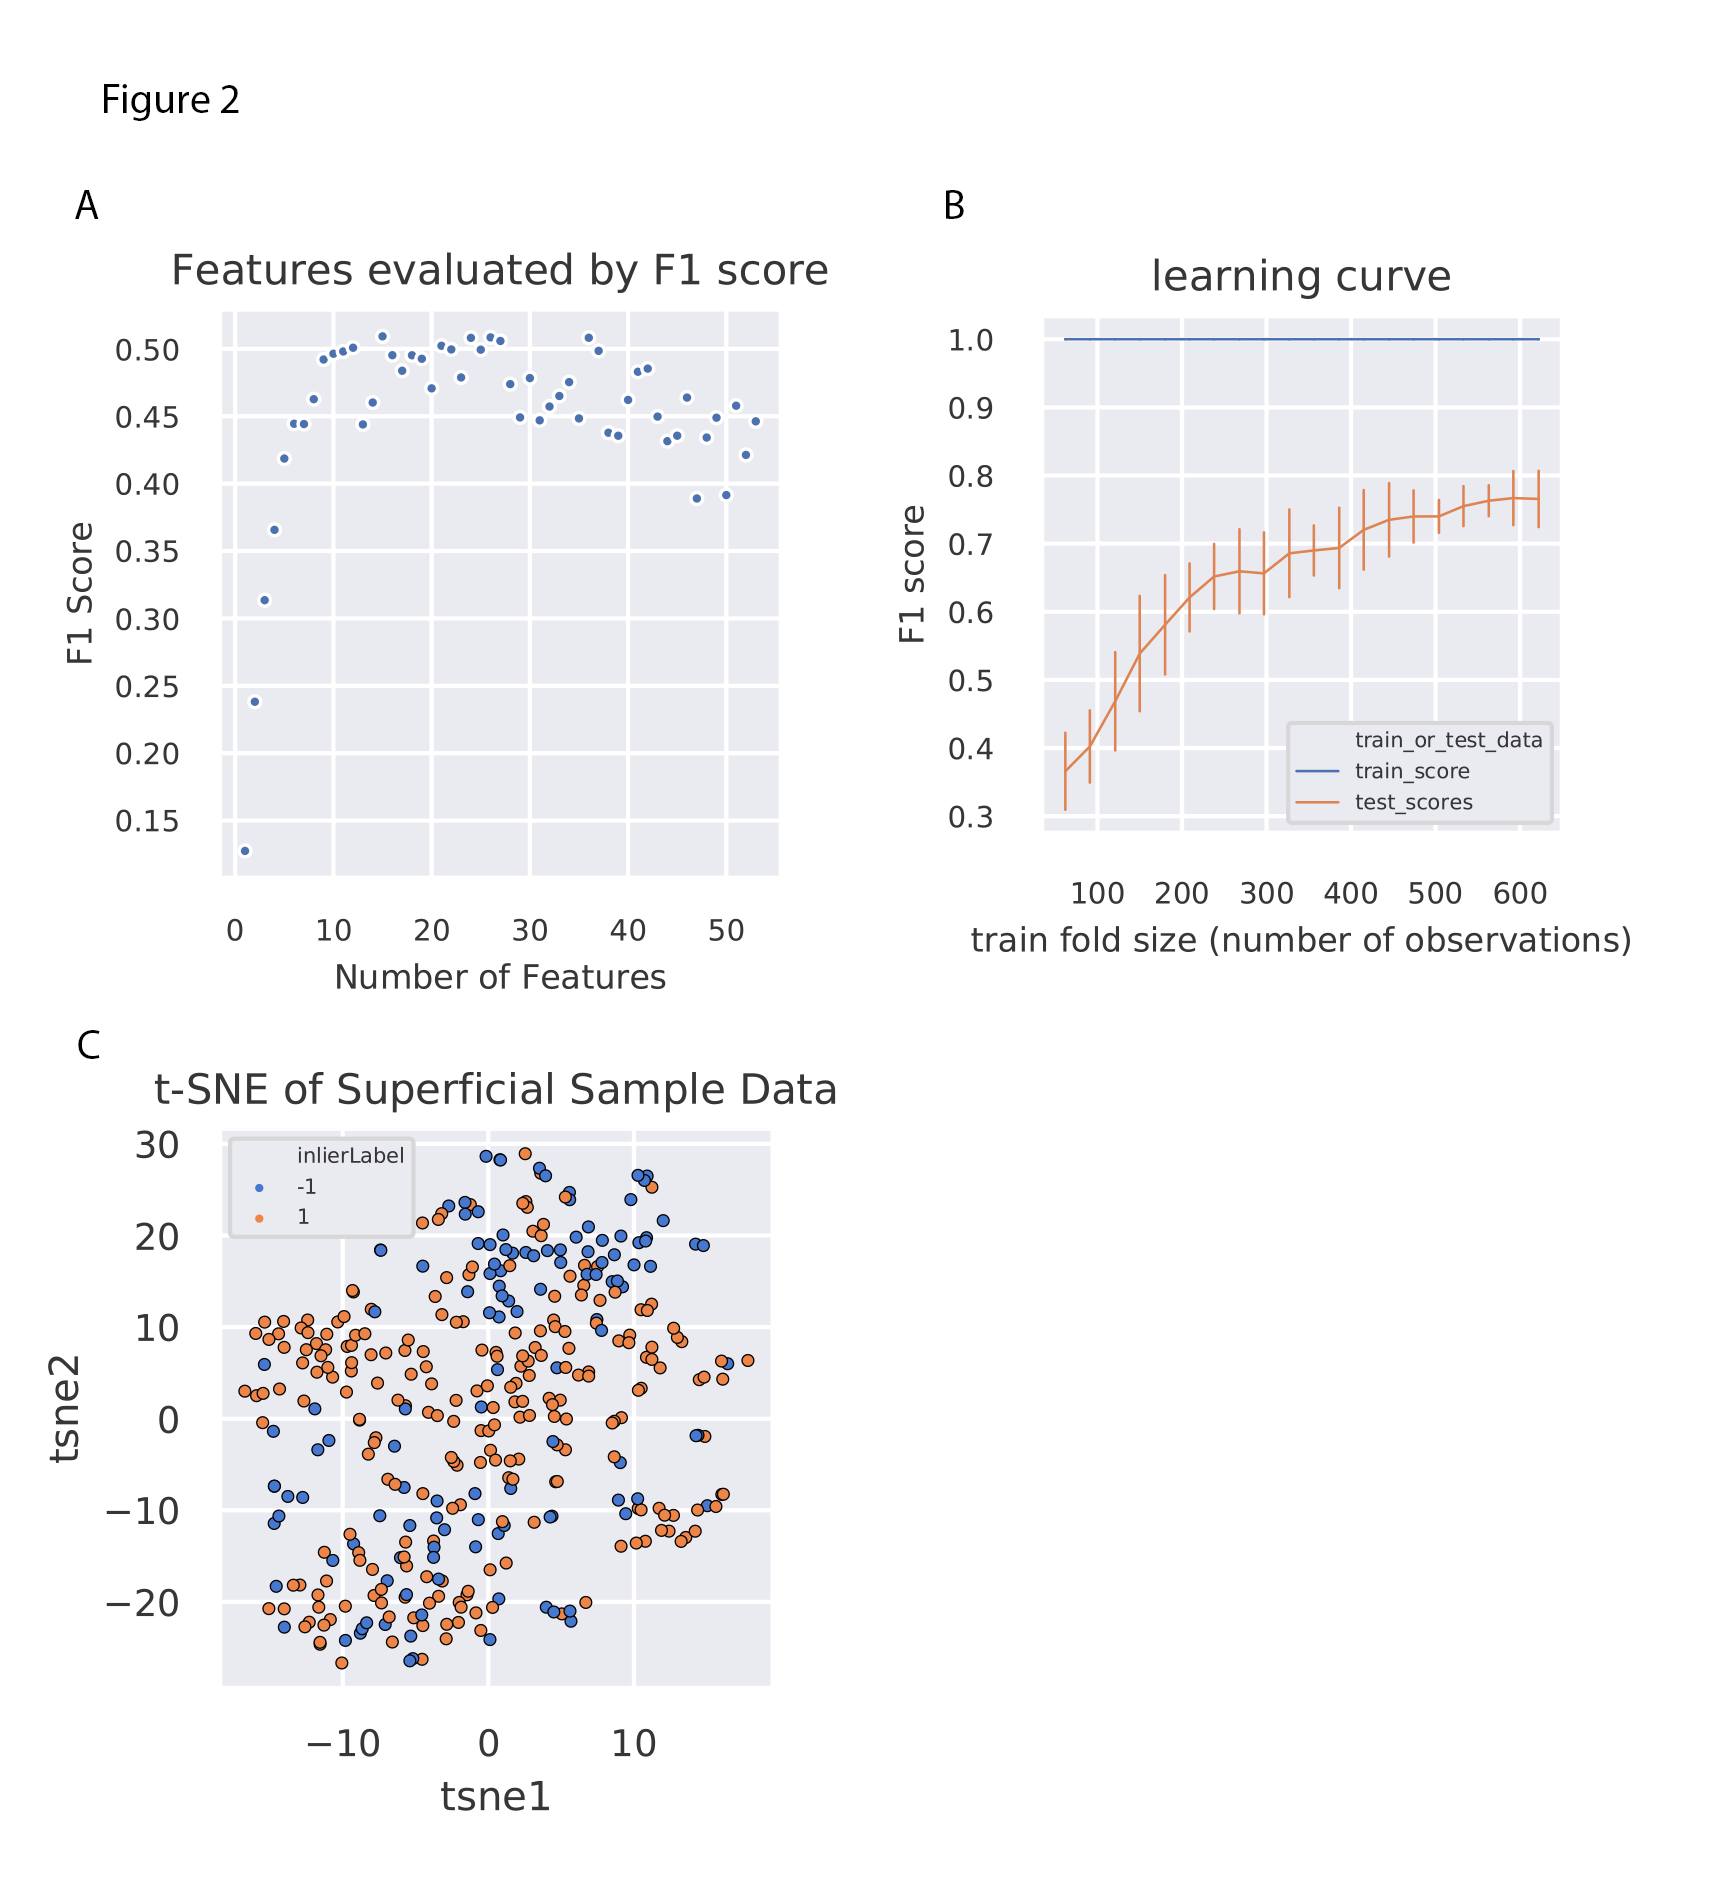 Figure 2
A
Features evaluated by F1 score
0.50
0.45
0.40
0.35
0.30
0.25
0.20
0.15
F1 Score
0 10 20 30 40 50
Number of Features
B
learning curve
1.0
0.9
0.8
0.7
0.6
0.5
0.4
0.3
F1 score
train_or_test_data
train_score
test_scores
100 200 300 400 500 600
train fold size (number of observations)
C
t-SNE of Superficial Sample Data
30
20
10
0
−10
−20
tsne2
inlierLabel
-1
1
−10 0 10
tsne1